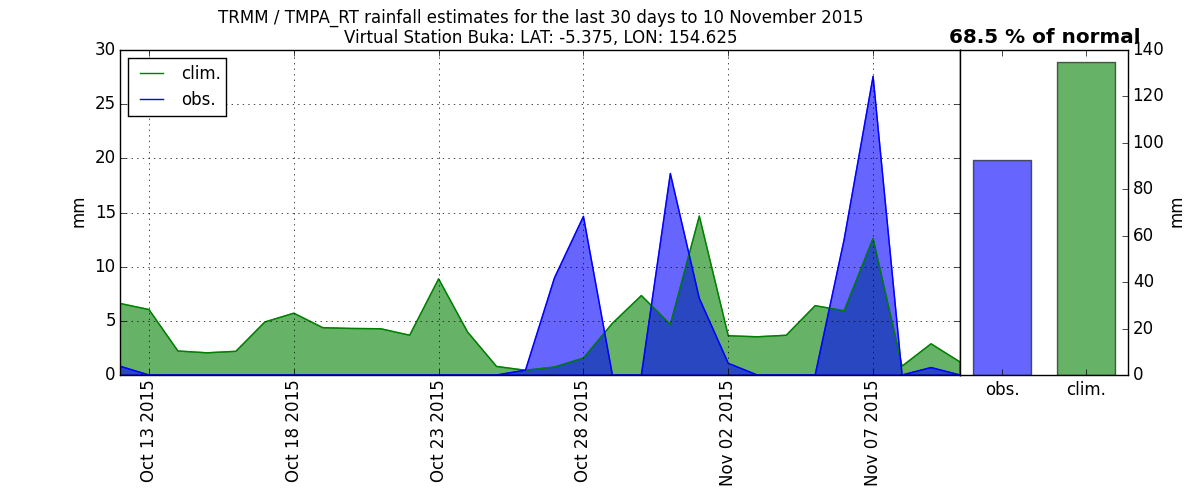 TRMM / TMPA_RT rainfall estimates for the last 30 days to 10 November 2015
Virtual Station Buka: LAT: -5.375, LON: 154.625
68.5 % of normal
clim.
obs.
30
25
20
15
10
5
0
mm
Oct 13 2015
Oct 18 2015
Oct 23 2015
Oct 28 2015
Nov 02 2015
Nov 07 2015
140
120
100
80
60
40
20
0
mm
obs.
clim.